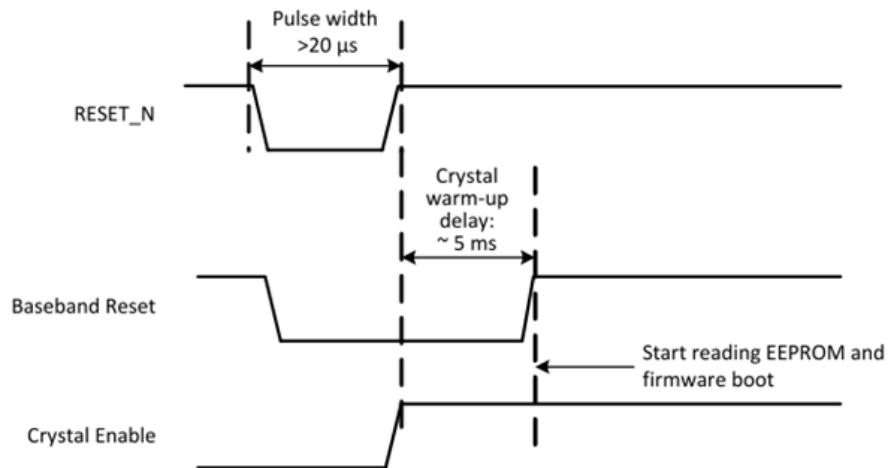 Pulse width
>20 µs
RESET_N
Crystal
warm-up
delay:
~ 5 ms
Baseband Reset
Start reading EEPROM and
firmware boot
Crystal Enable